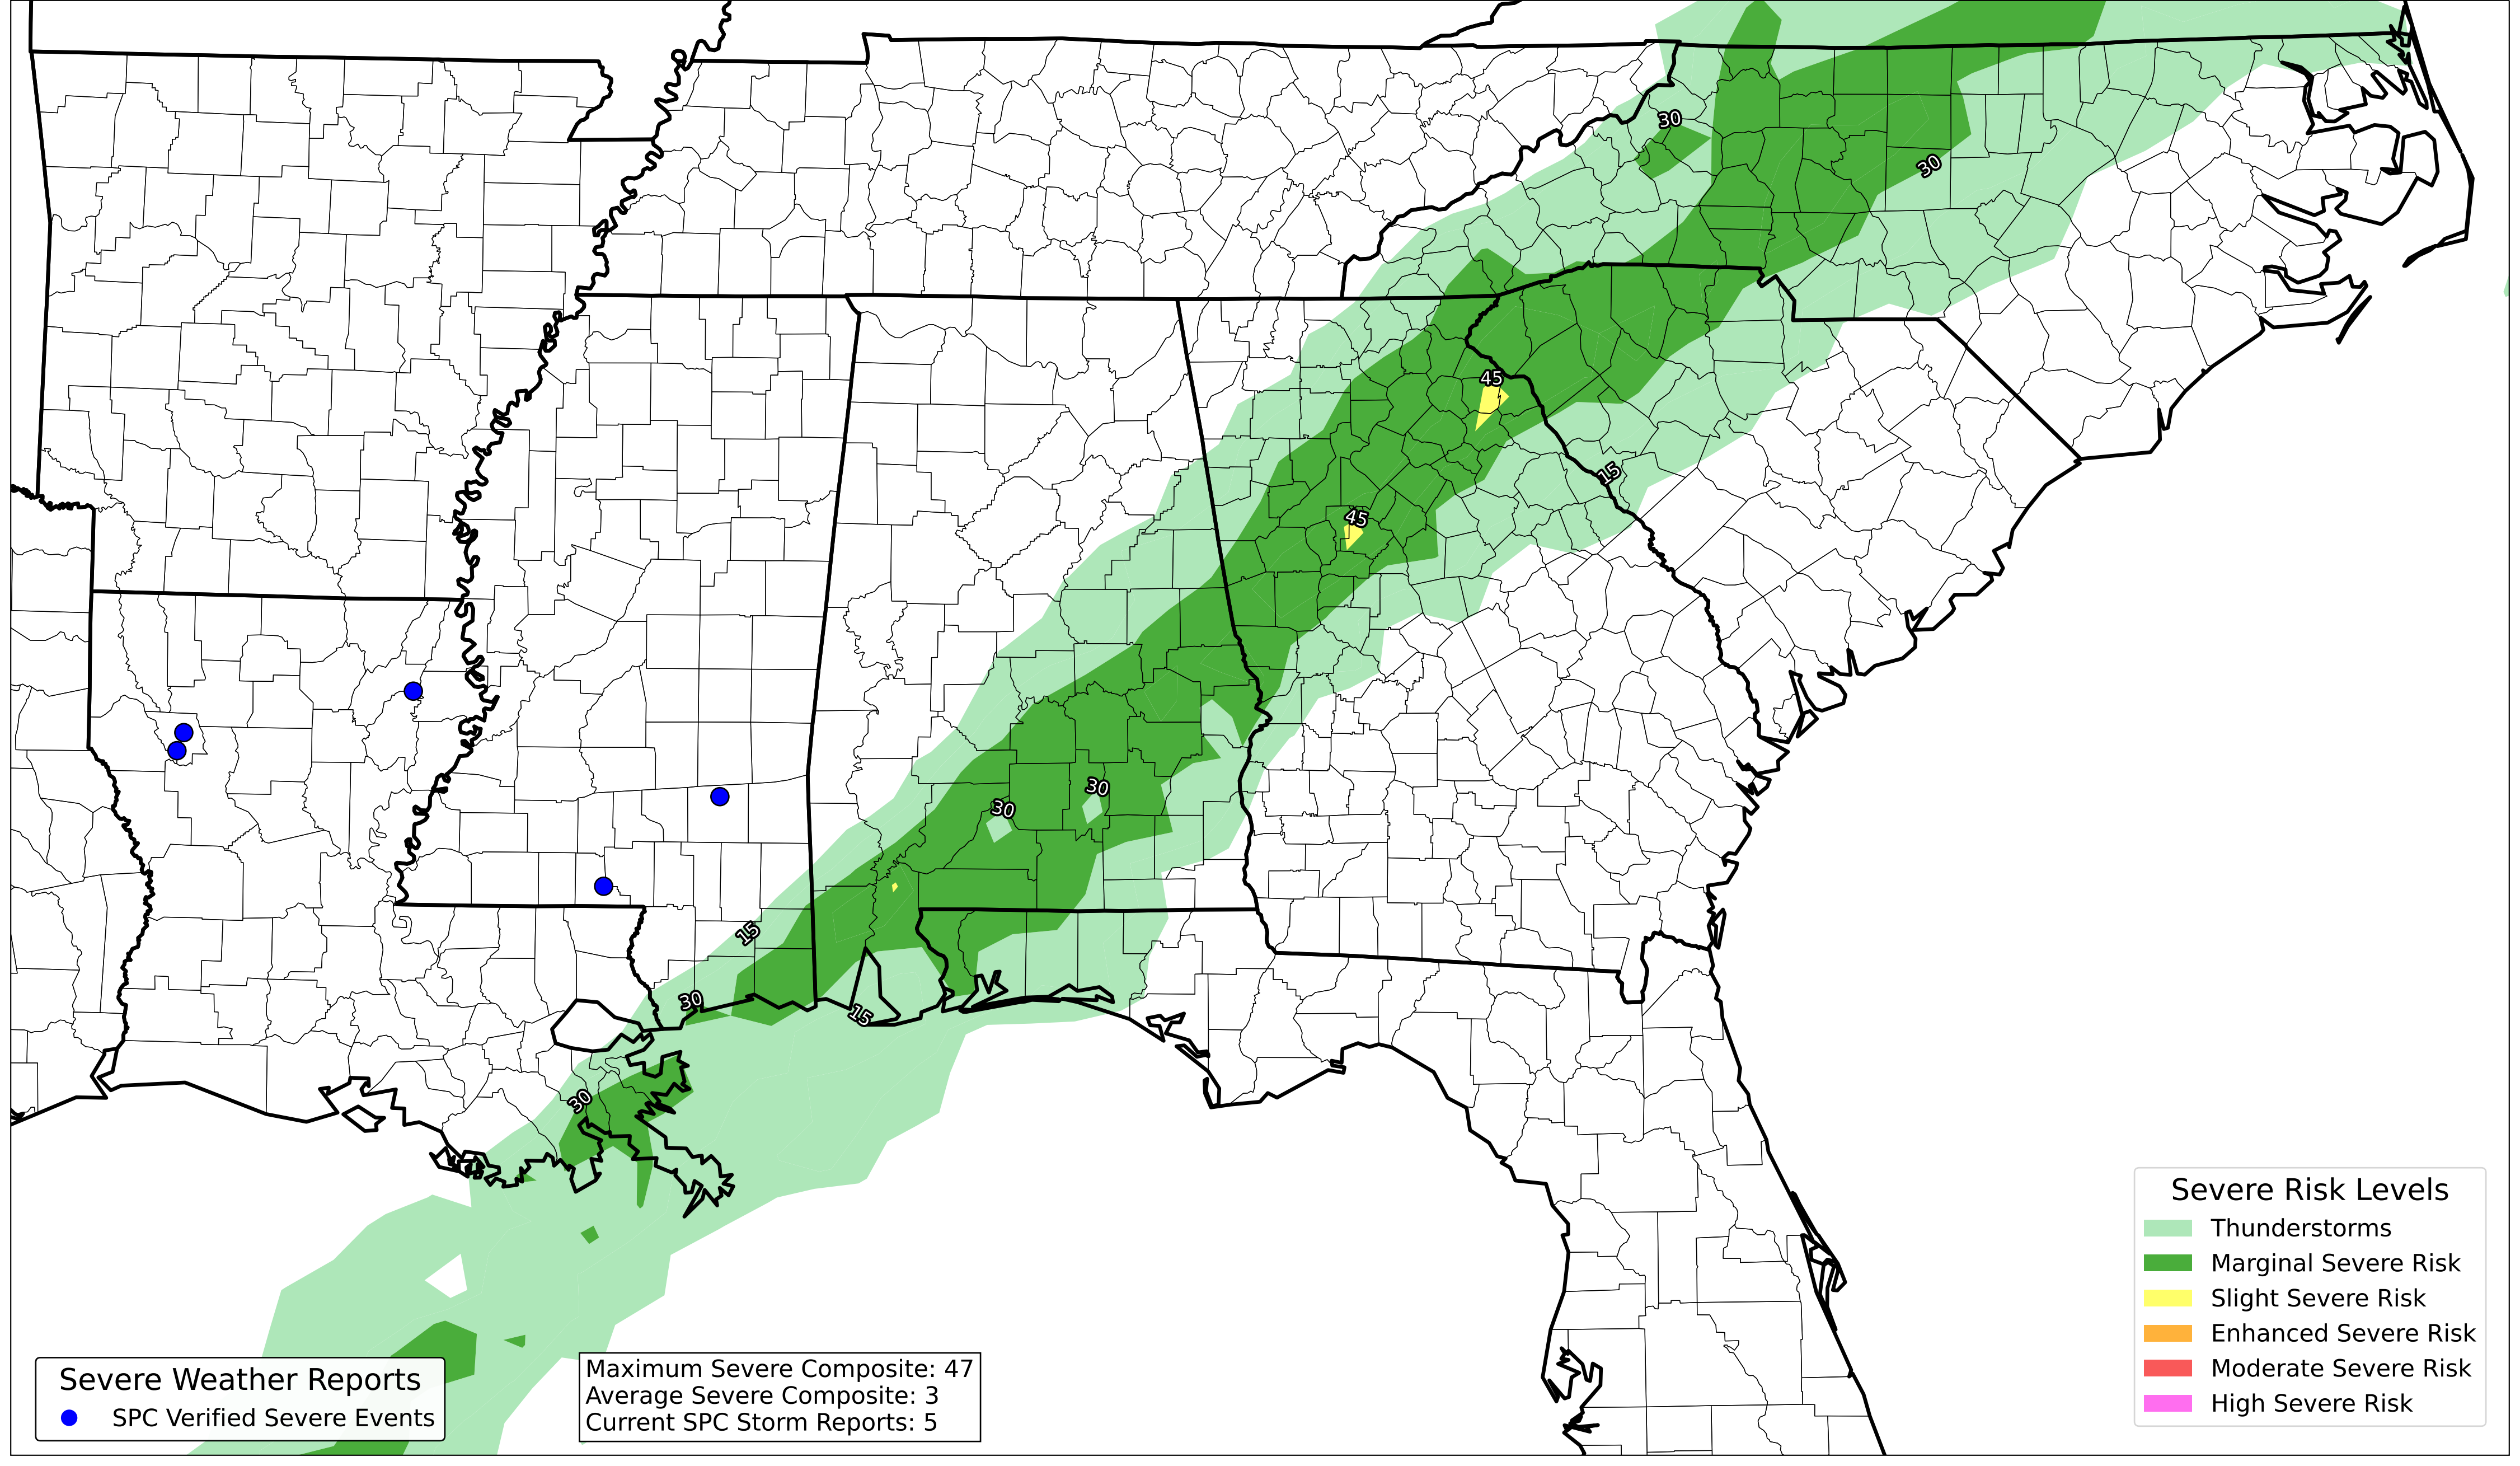 30
30
45
15
45
30
30
15
30
15
30
Severe Weather Reports
SPC Verified Severe Events
Maximum Severe Composite: 47
Average Severe Composite: 3
Current SPC Storm Reports: 5
Severe Risk Levels
Thunderstorms
Marginal Severe Risk
Slight Severe Risk
Enhanced Severe Risk
Moderate Severe Risk
High Severe Risk